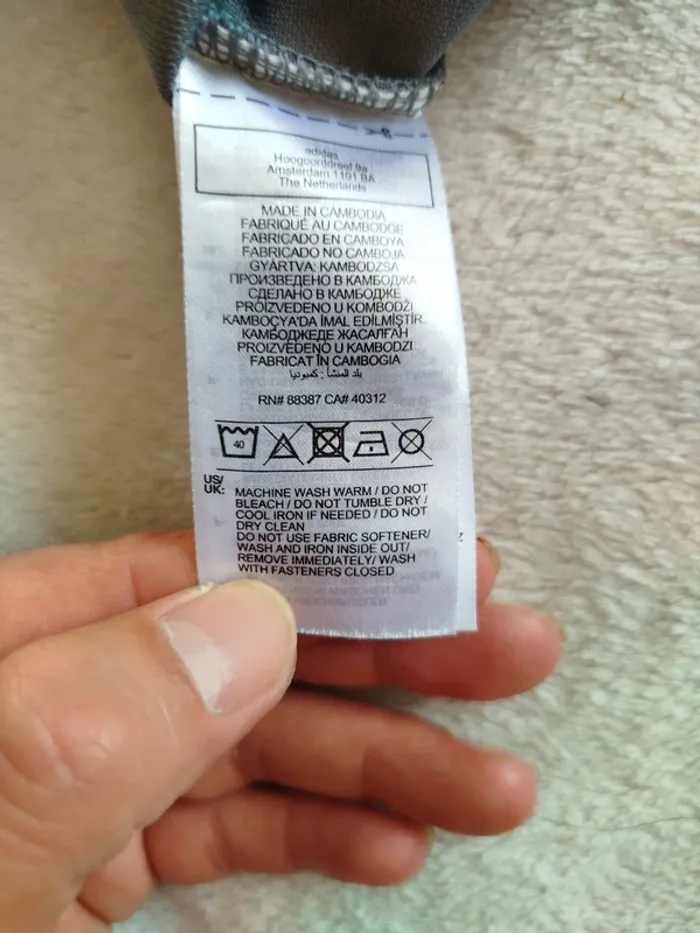 adidas
Hoogoorddreef 9a
Amsterdam 1101 BA
The Netherlands
MADE IN CAMBODIA
FABRIQUÉ AU CAMBODGE
FABRICADO EN CAMBOYA
FABRICADO NO CAMBOJA
GYÁRTVA: KAMBODZSA
ПРОИЗВЕДЕНО В КАМБОДЖА
СДЕЛАНО В КАМБОДЖЕ
PROIZVEDENO U KOMBODŽI
KAMBOÇYA'DA İMAL EDİLMİŞTİR
КАМБОДЖЕДЕ ЖАСАЛҒАН
PROIZVEDENO U KAMBODZI
FABRICAT ÎN CAMBOGIA
بلد المنشأ : كمبوديا
RN# 88387 CA# 40312
40
US/
UK:
MACHINE WASH WARM / DO NOT
BLEACH / DO NOT TUMBLE DRY /
COOL IRON IF NEEDED / DO NOT
DRY CLEAN
DO NOT USE FABRIC SOFTENER/
WASH AND IRON INSIDE OUT/
REMOVE IMMEDIATELY/ WASH
WITH FASTENERS CLOSED